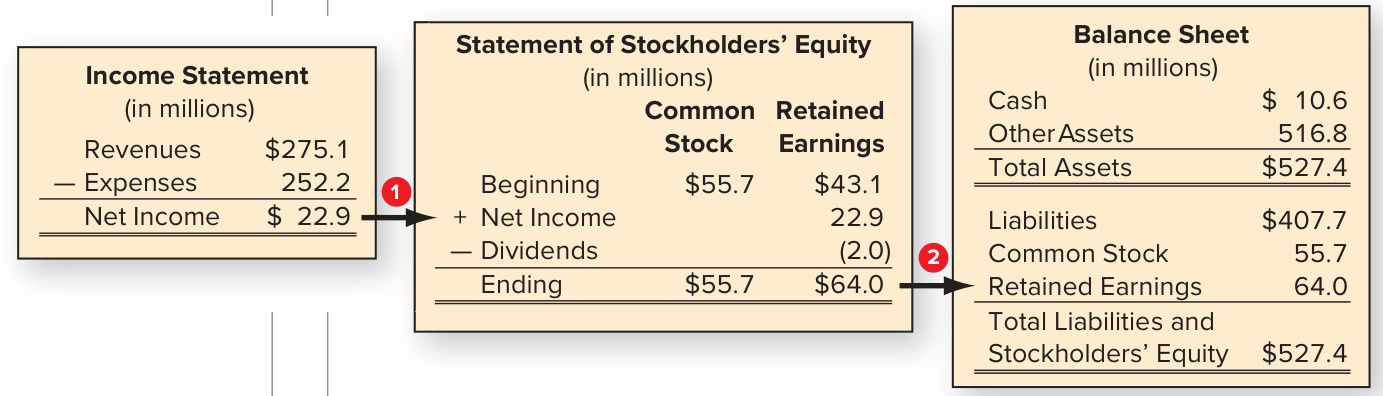 Income Statement
(in millions)
Revenues $275.1
— Expenses 252.2
Net Income $ 22.9
1
Statement of Stockholders’ Equity
(in millions)
Common Retained
Stock Earnings
Beginning $55.7 $43.1
+ Net Income 22.9
— Dividends (2.0)
Ending $55.7 $64.0
2
Balance Sheet
(in millions)
Cash $ 10.6
Other Assets 516.8
Total Assets $527.4
Liabilities $407.7
Common Stock 55.7
Retained Earnings 64.0
Total Liabilities and
Stockholders’ Equity $527.4